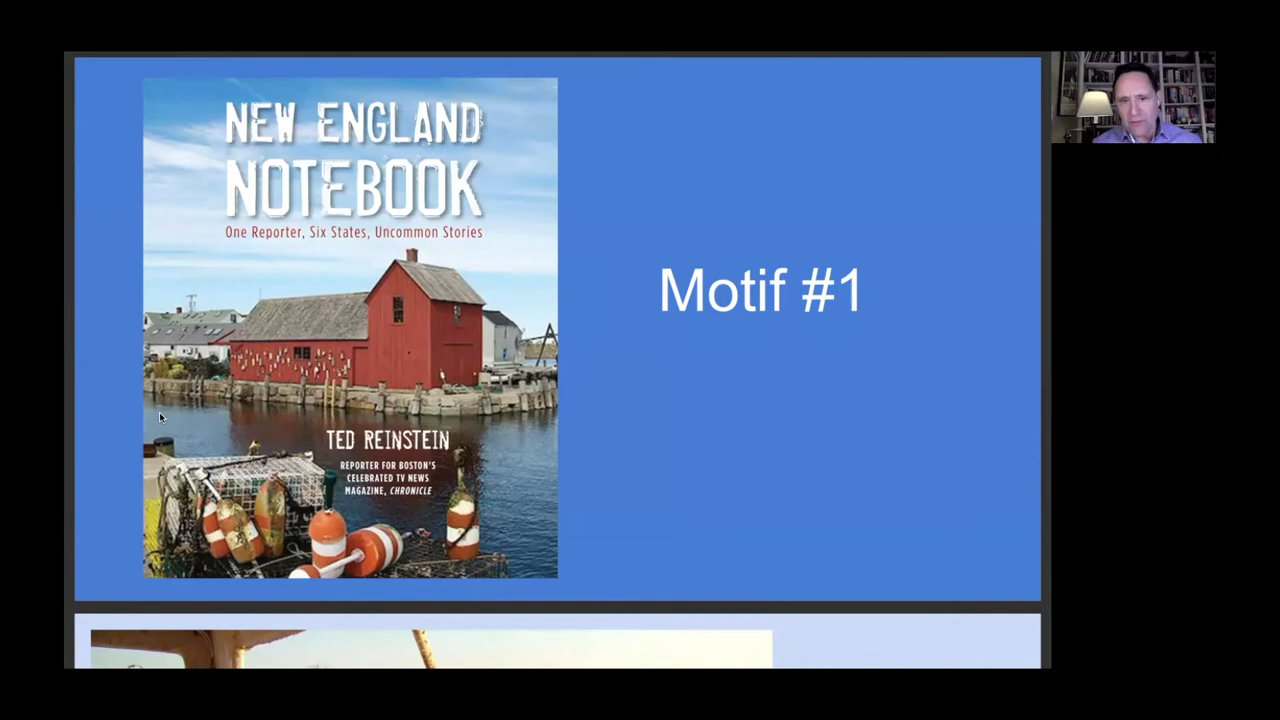 NEW ENGLAND
NOTEBOOK
One Reporter, Six States, Uncommon Stories
TED REINSTEIN
REPORTER FOR BOSTON'S
CELEBRATED TV NEWS
MAGAZINE, CHRONICLE
Motif #1